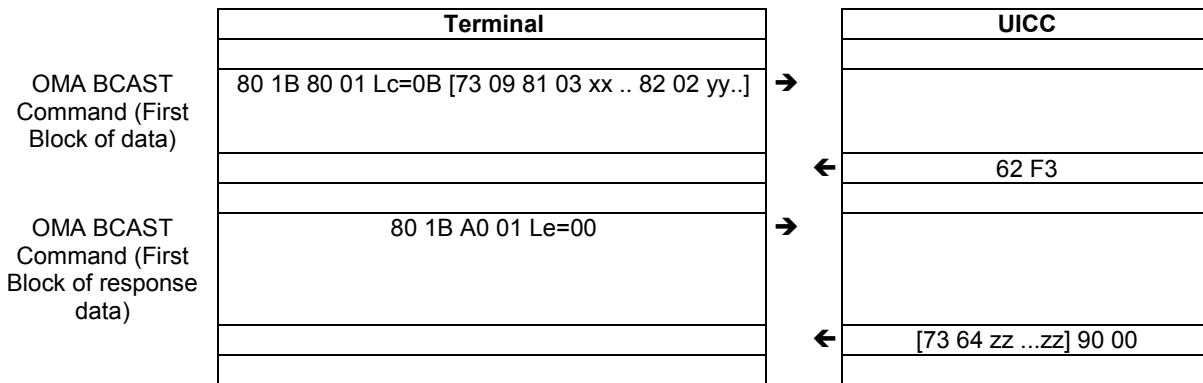 Terminal UICC
OMA BCAST
Command (First
Block of data)
80 1B 80 01 Lc=0B [73 09 81 03 xx .. 82 02 yy..] ➔
🡸 62 F3
OMA BCAST
Command (First
Block of response
data)
80 1B A0 01 Le=00 ➔
🡸 [73 64 zz ...zz] 90 00